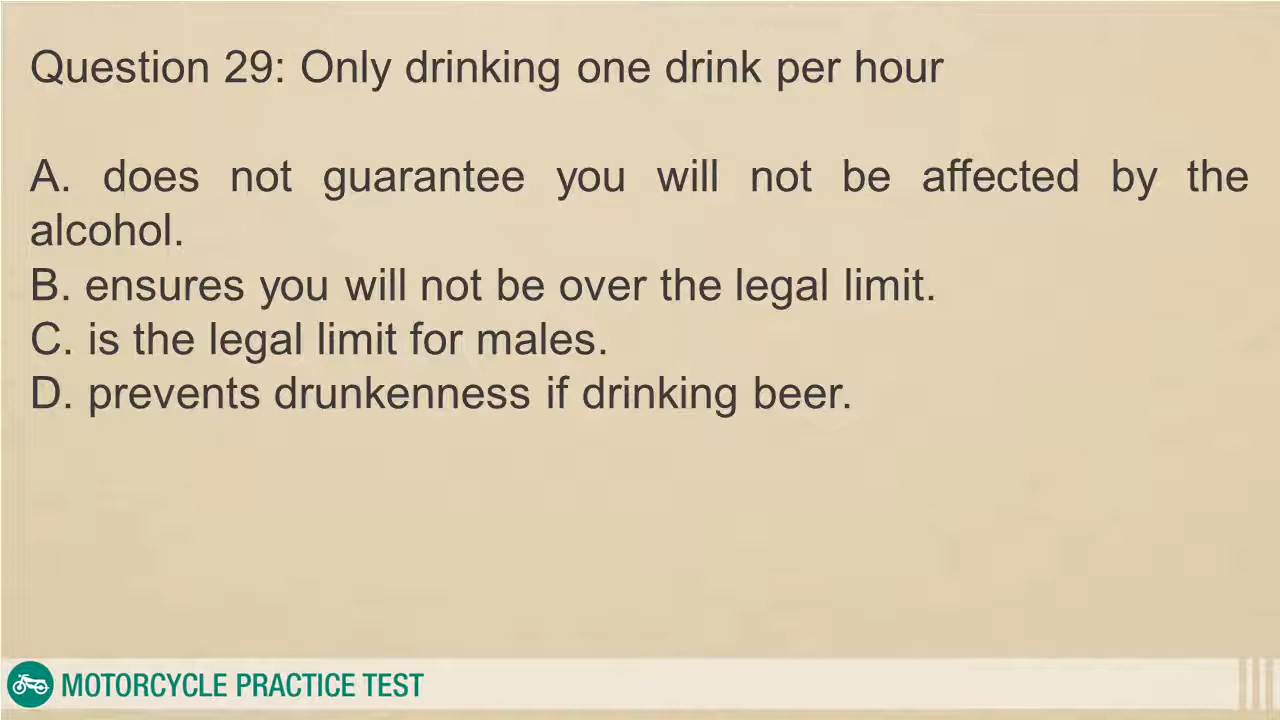 Question 29: Only drinking one drink per hour
A. does not guarantee you will not be affected by the
alcohol.
B. ensures you will not be over the legal limit.
C. is the legal limit for males.
D. prevents drunkenness if drinking beer.
MOTORCYCLE PRACTICE TEST